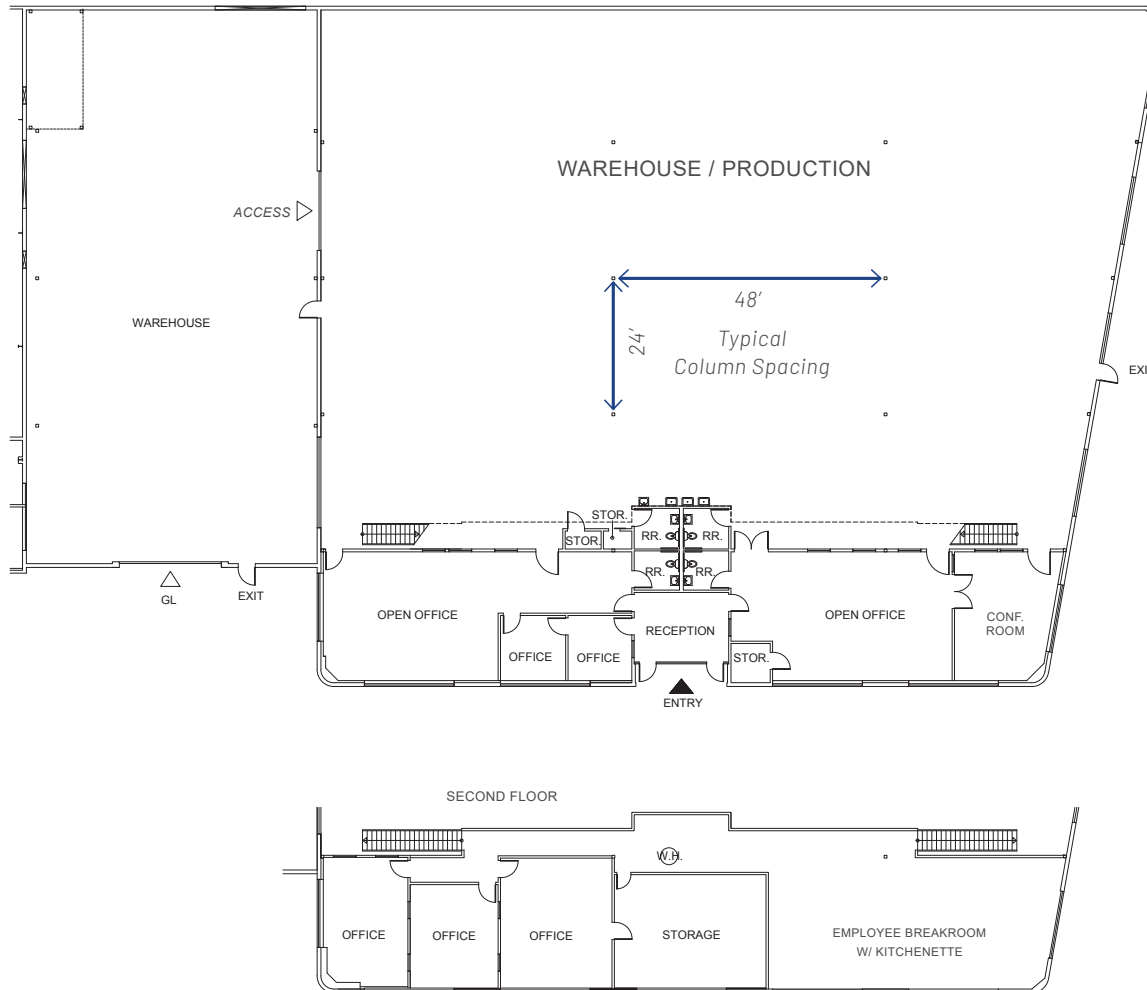 WAREHOUSE / PRODUCTION
ACCESS
48'
24'
Typical
Column Spacing
WAREHOUSE
EXI
STOR.
STOR.
RR.
RR.
RR.
RR.
GL
EXIT
OPEN OFFICE
OFFICE
OFFICE
RECEPTION
STOR.
OPEN OFFICE
CONF.
ROOM
ENTRY
SECOND FLOOR
W.H.
OFFICE
OFFICE
OFFICE
STORAGE
EMPLOYEE BREAKROOM
W/ KITCHENETTE